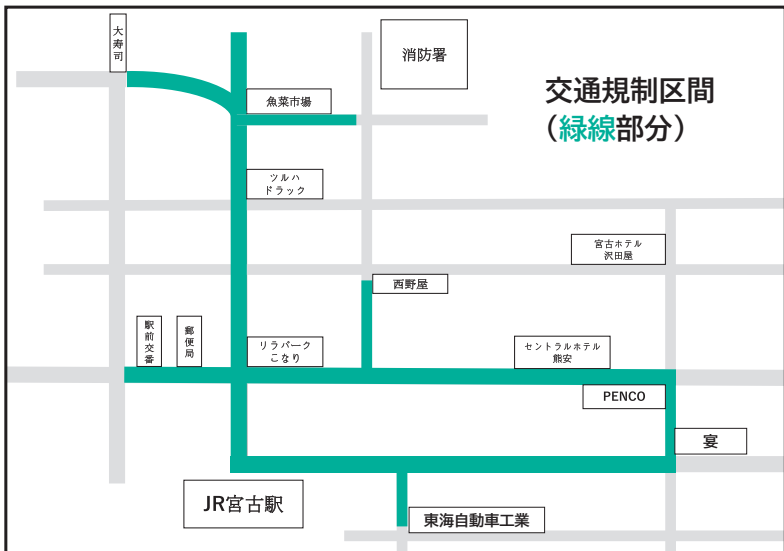 大寿司
消防署
交通規制区間
（緑線部分）
魚菜市場
ツルハ
ドラック
宮古ホテル
沢田屋
西野屋
駅前交番
郵便局
リラパーク
こなり
セントラルホテル
熊安
PENCO
宴
JR宮古駅
東海自動車工業